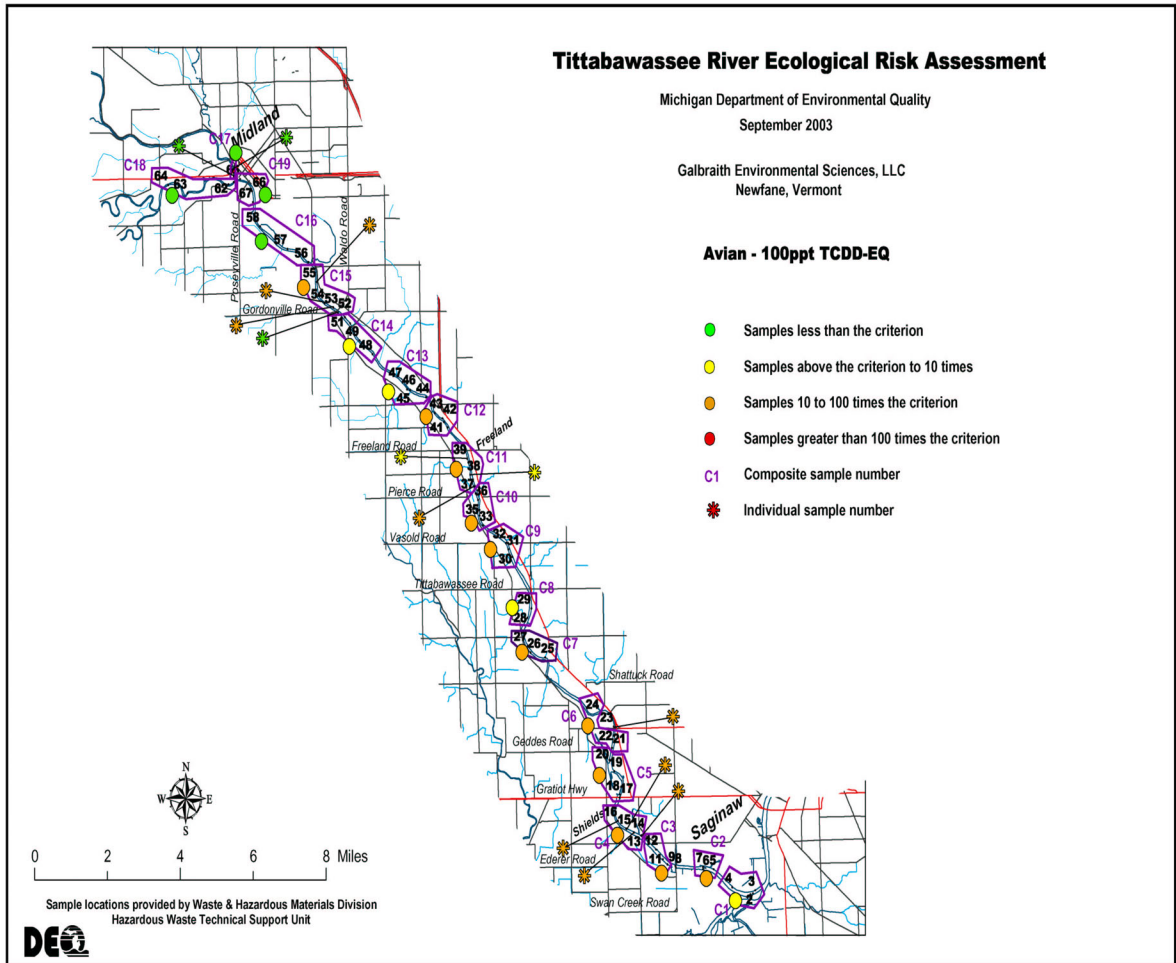 Tittabawassee River Ecological Risk Assessment
Michigan Department of Environmental Quality
September 2003
Galbraith Environmental Sciences, LLC
Newfane, Vermont
Avian - 100ppt TCDD-EQ
Samples less than the criterion
Samples above the criterion to 10 times
Samples 10 to 100 times the criterion
Samples greater than 100 times the criterion
C1 Composite sample number
Individual sample number
Midland
C17
C18
C19
64
63
62
66
67
58
C16
57
56
Poseyville Road
Waldo Road
55
C15
54
53
52
Gordonville Road
51
C14
49
48
C13
47
46
44
45
43
42
C12
41
Freeland
Freeland Road
39
C11
38
37
36
Pierce Road
C10
35
33
Vasold Road
32
31
C9
30
Tittabawassee Road
C8
29
28
27
26
25
C7
Shattuck Road
24
23
C6
22
21
Geddes Road
20
19
C5
18
17
Gratiot Hwy
16
15
14
Shields
C4
13
C3
12
11
98
Saginaw
C2
7
65
Ederer Road
4
3
2
C1
Swan Creek Road
N
W
E
S
0 2 4 6 8 Miles
Sample locations provided by Waste & Hazardous Materials Division
Hazardous Waste Technical Support Unit
DEQ